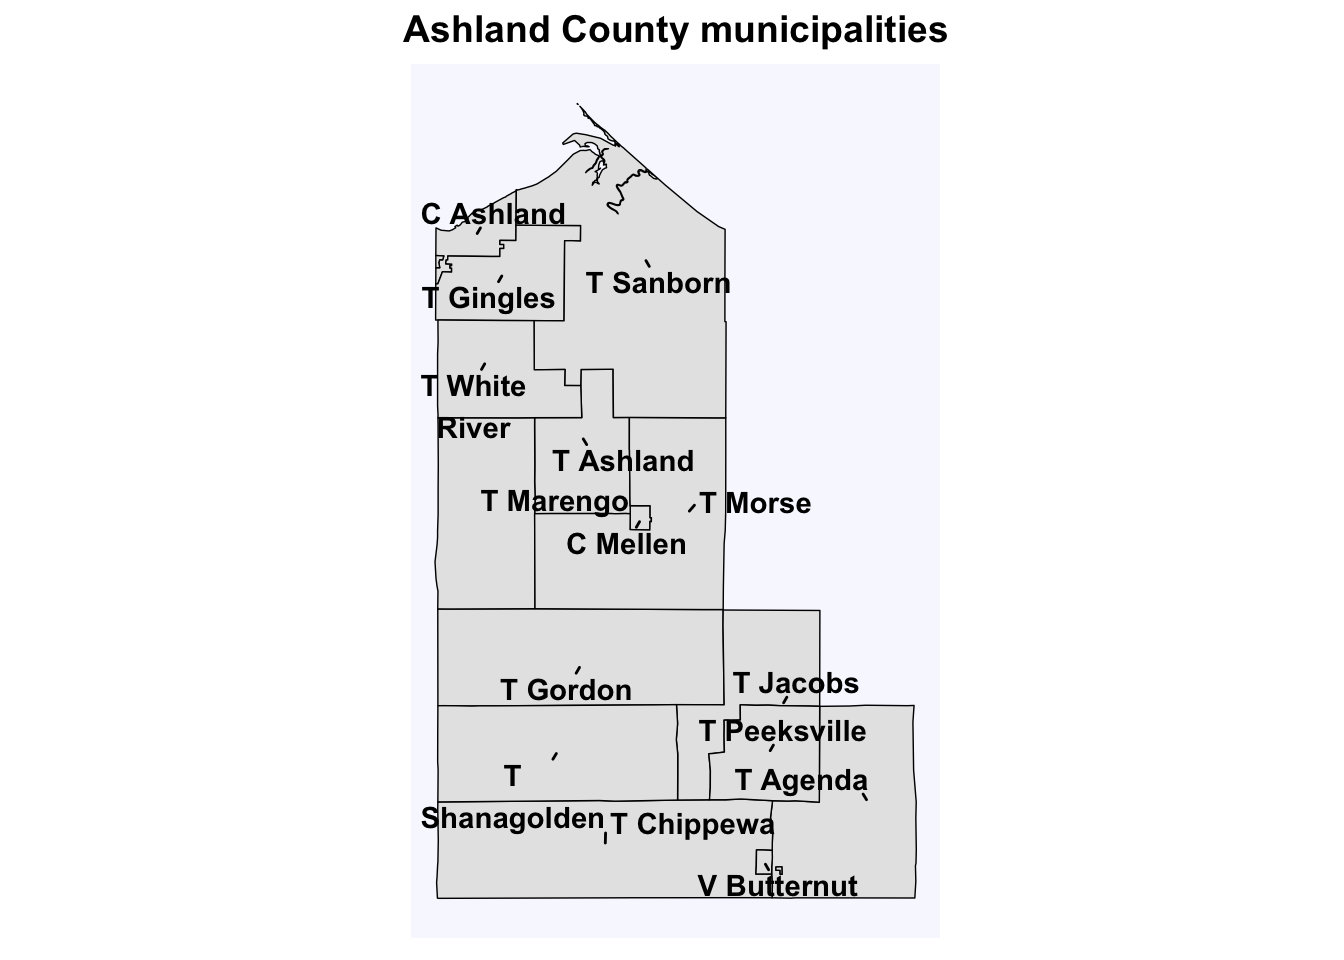 Ashland County municipalities
C Ashland
T Sanborn
T Gingles
T White
River
T Ashland
T Marengo
T Morse
C Mellen
T Jacobs
T Gordon
T Peeksville
T
Shanagolden
T Agenda
T Chippewa
V Butternut